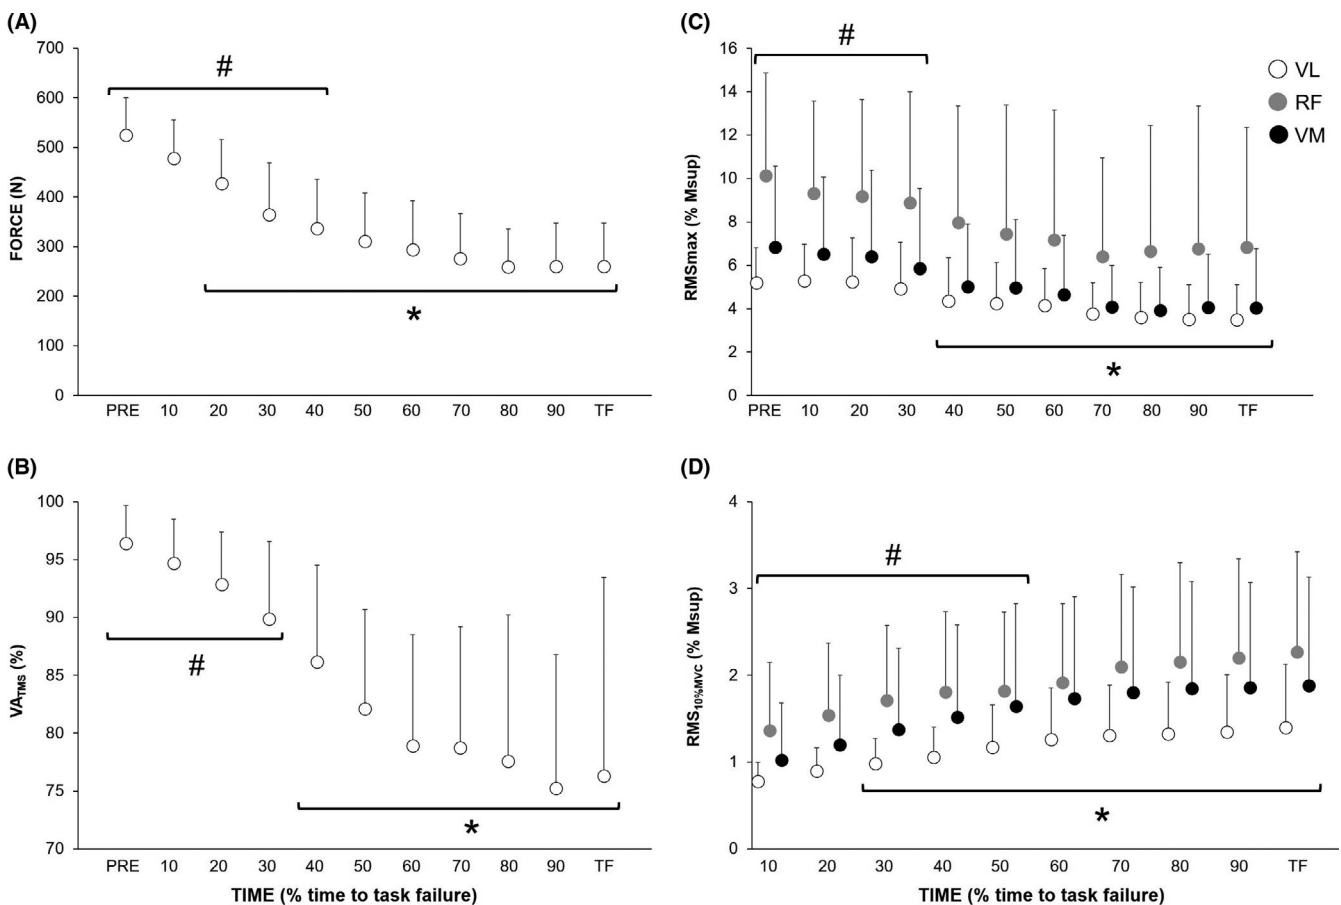 (A)
700
600
500
400
300
200
100
0
FORCE (N)
#
*
PRE 10 20 30 40 50 60 70 80 90 TF
(B)
100
95
90
85
80
75
70
VATMS (%)
#
*
PRE 10 20 30 40 50 60 70 80 90 TF
TIME (% time to task failure)
(C)
16
14
12
10
8
6
4
2
0
RMSmax (% Msup)
#
*
VL
RF
VM
PRE 10 20 30 40 50 60 70 80 90 TF
(D)
4
3
2
1
0
RMS10%MVC (% Msup)
#
*
10 20 30 40 50 60 70 80 90 TF
TIME (% time to task failure)